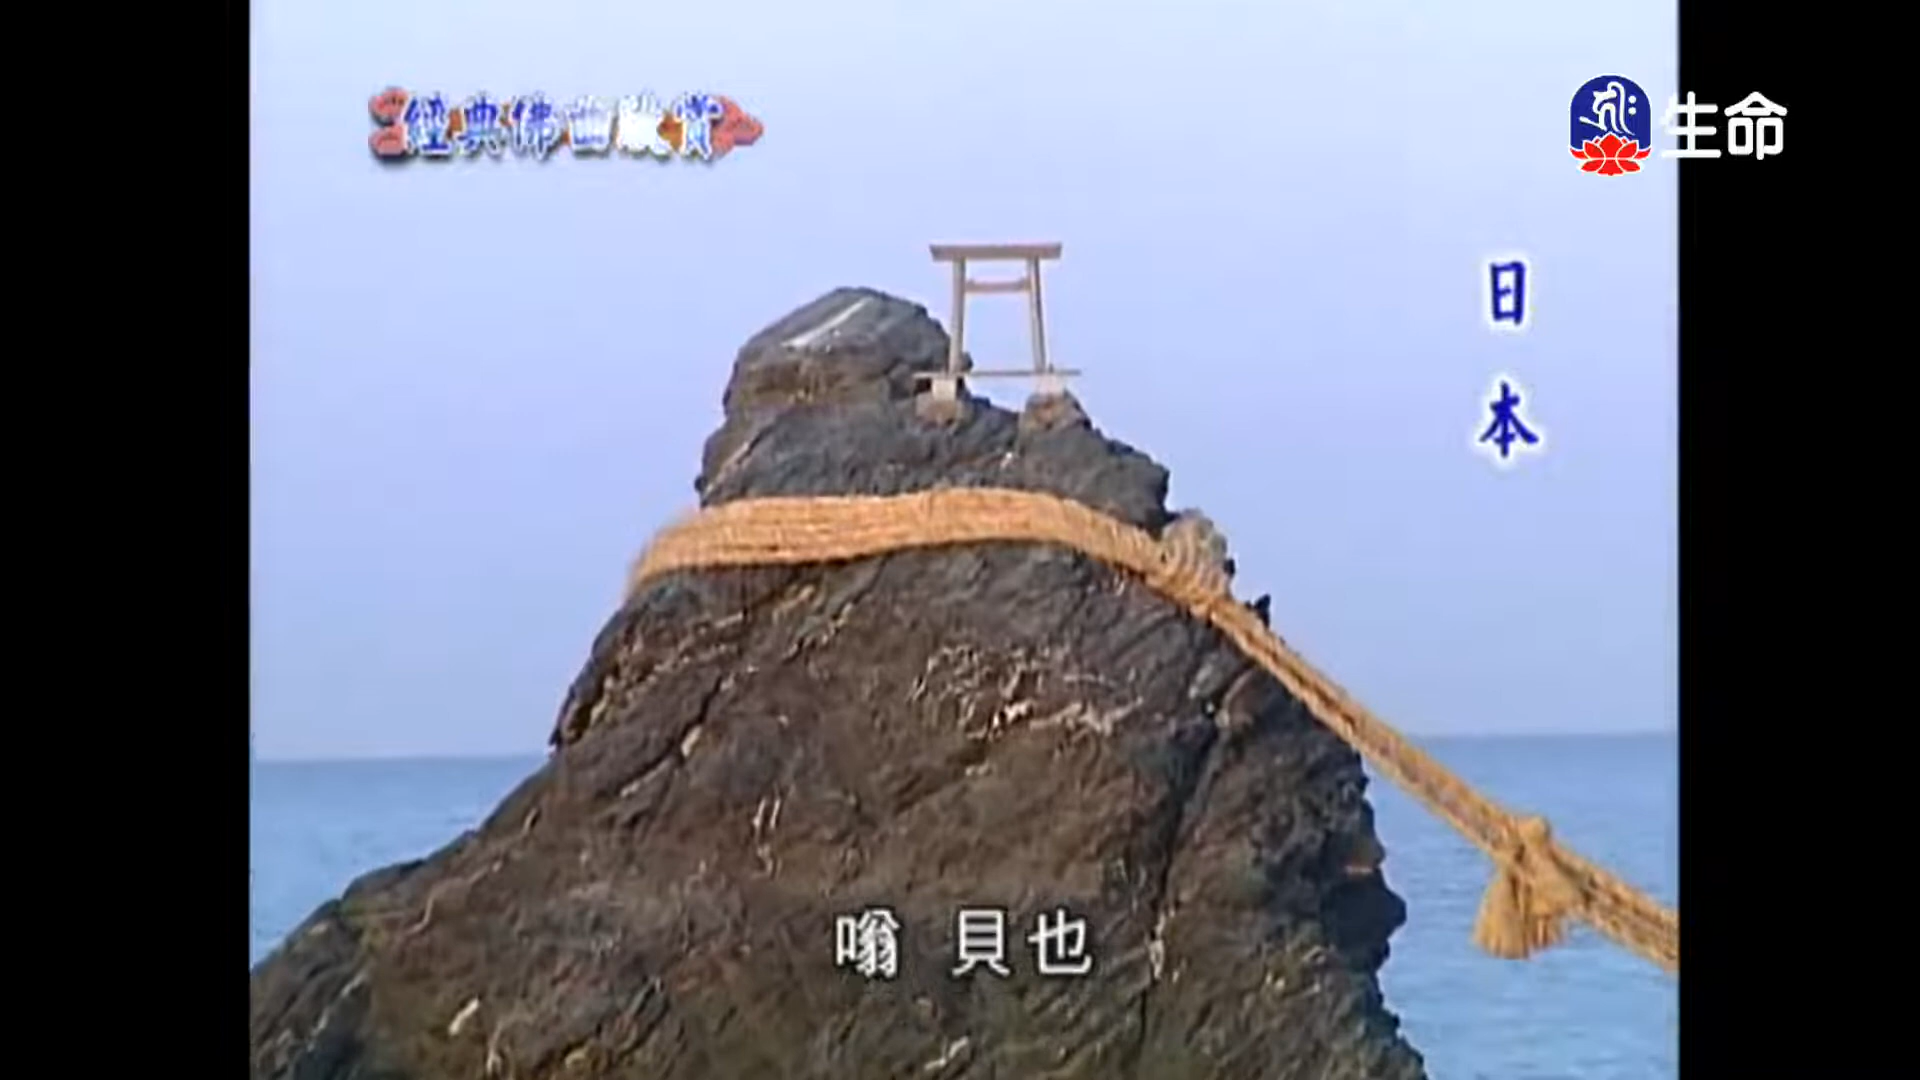 經典佛曲欣賞
生命
日本
嗡 貝也